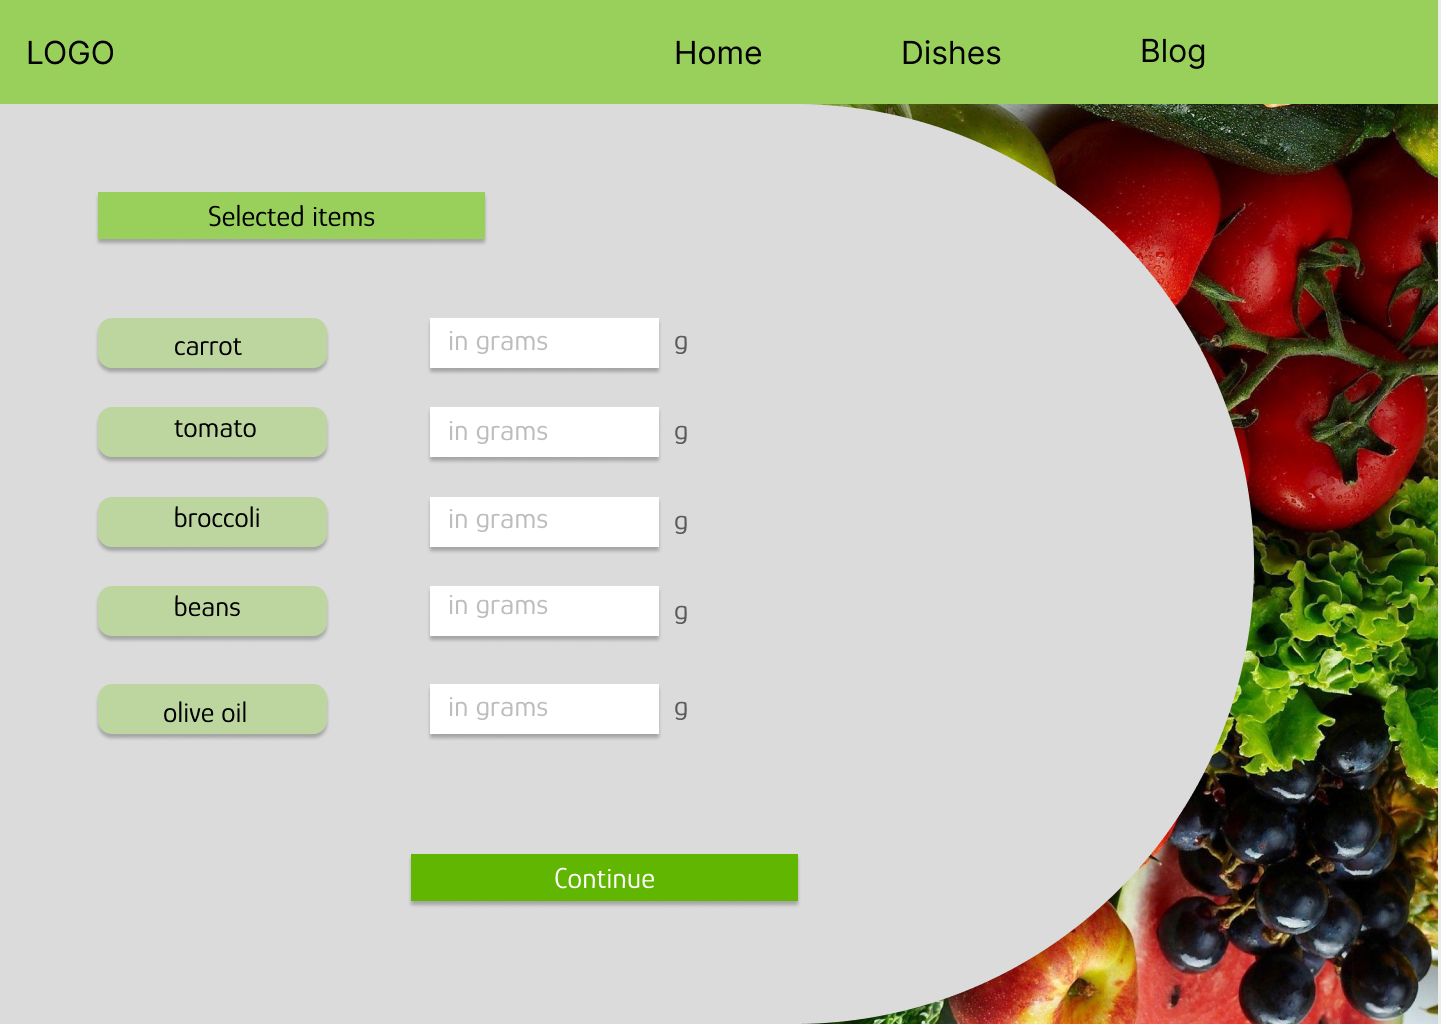 LOGO Home Dishes Blog
Selected items
carrot in grams g
tomato in grams g
broccoli in grams g
beans in grams g
olive oil in grams g
Continue